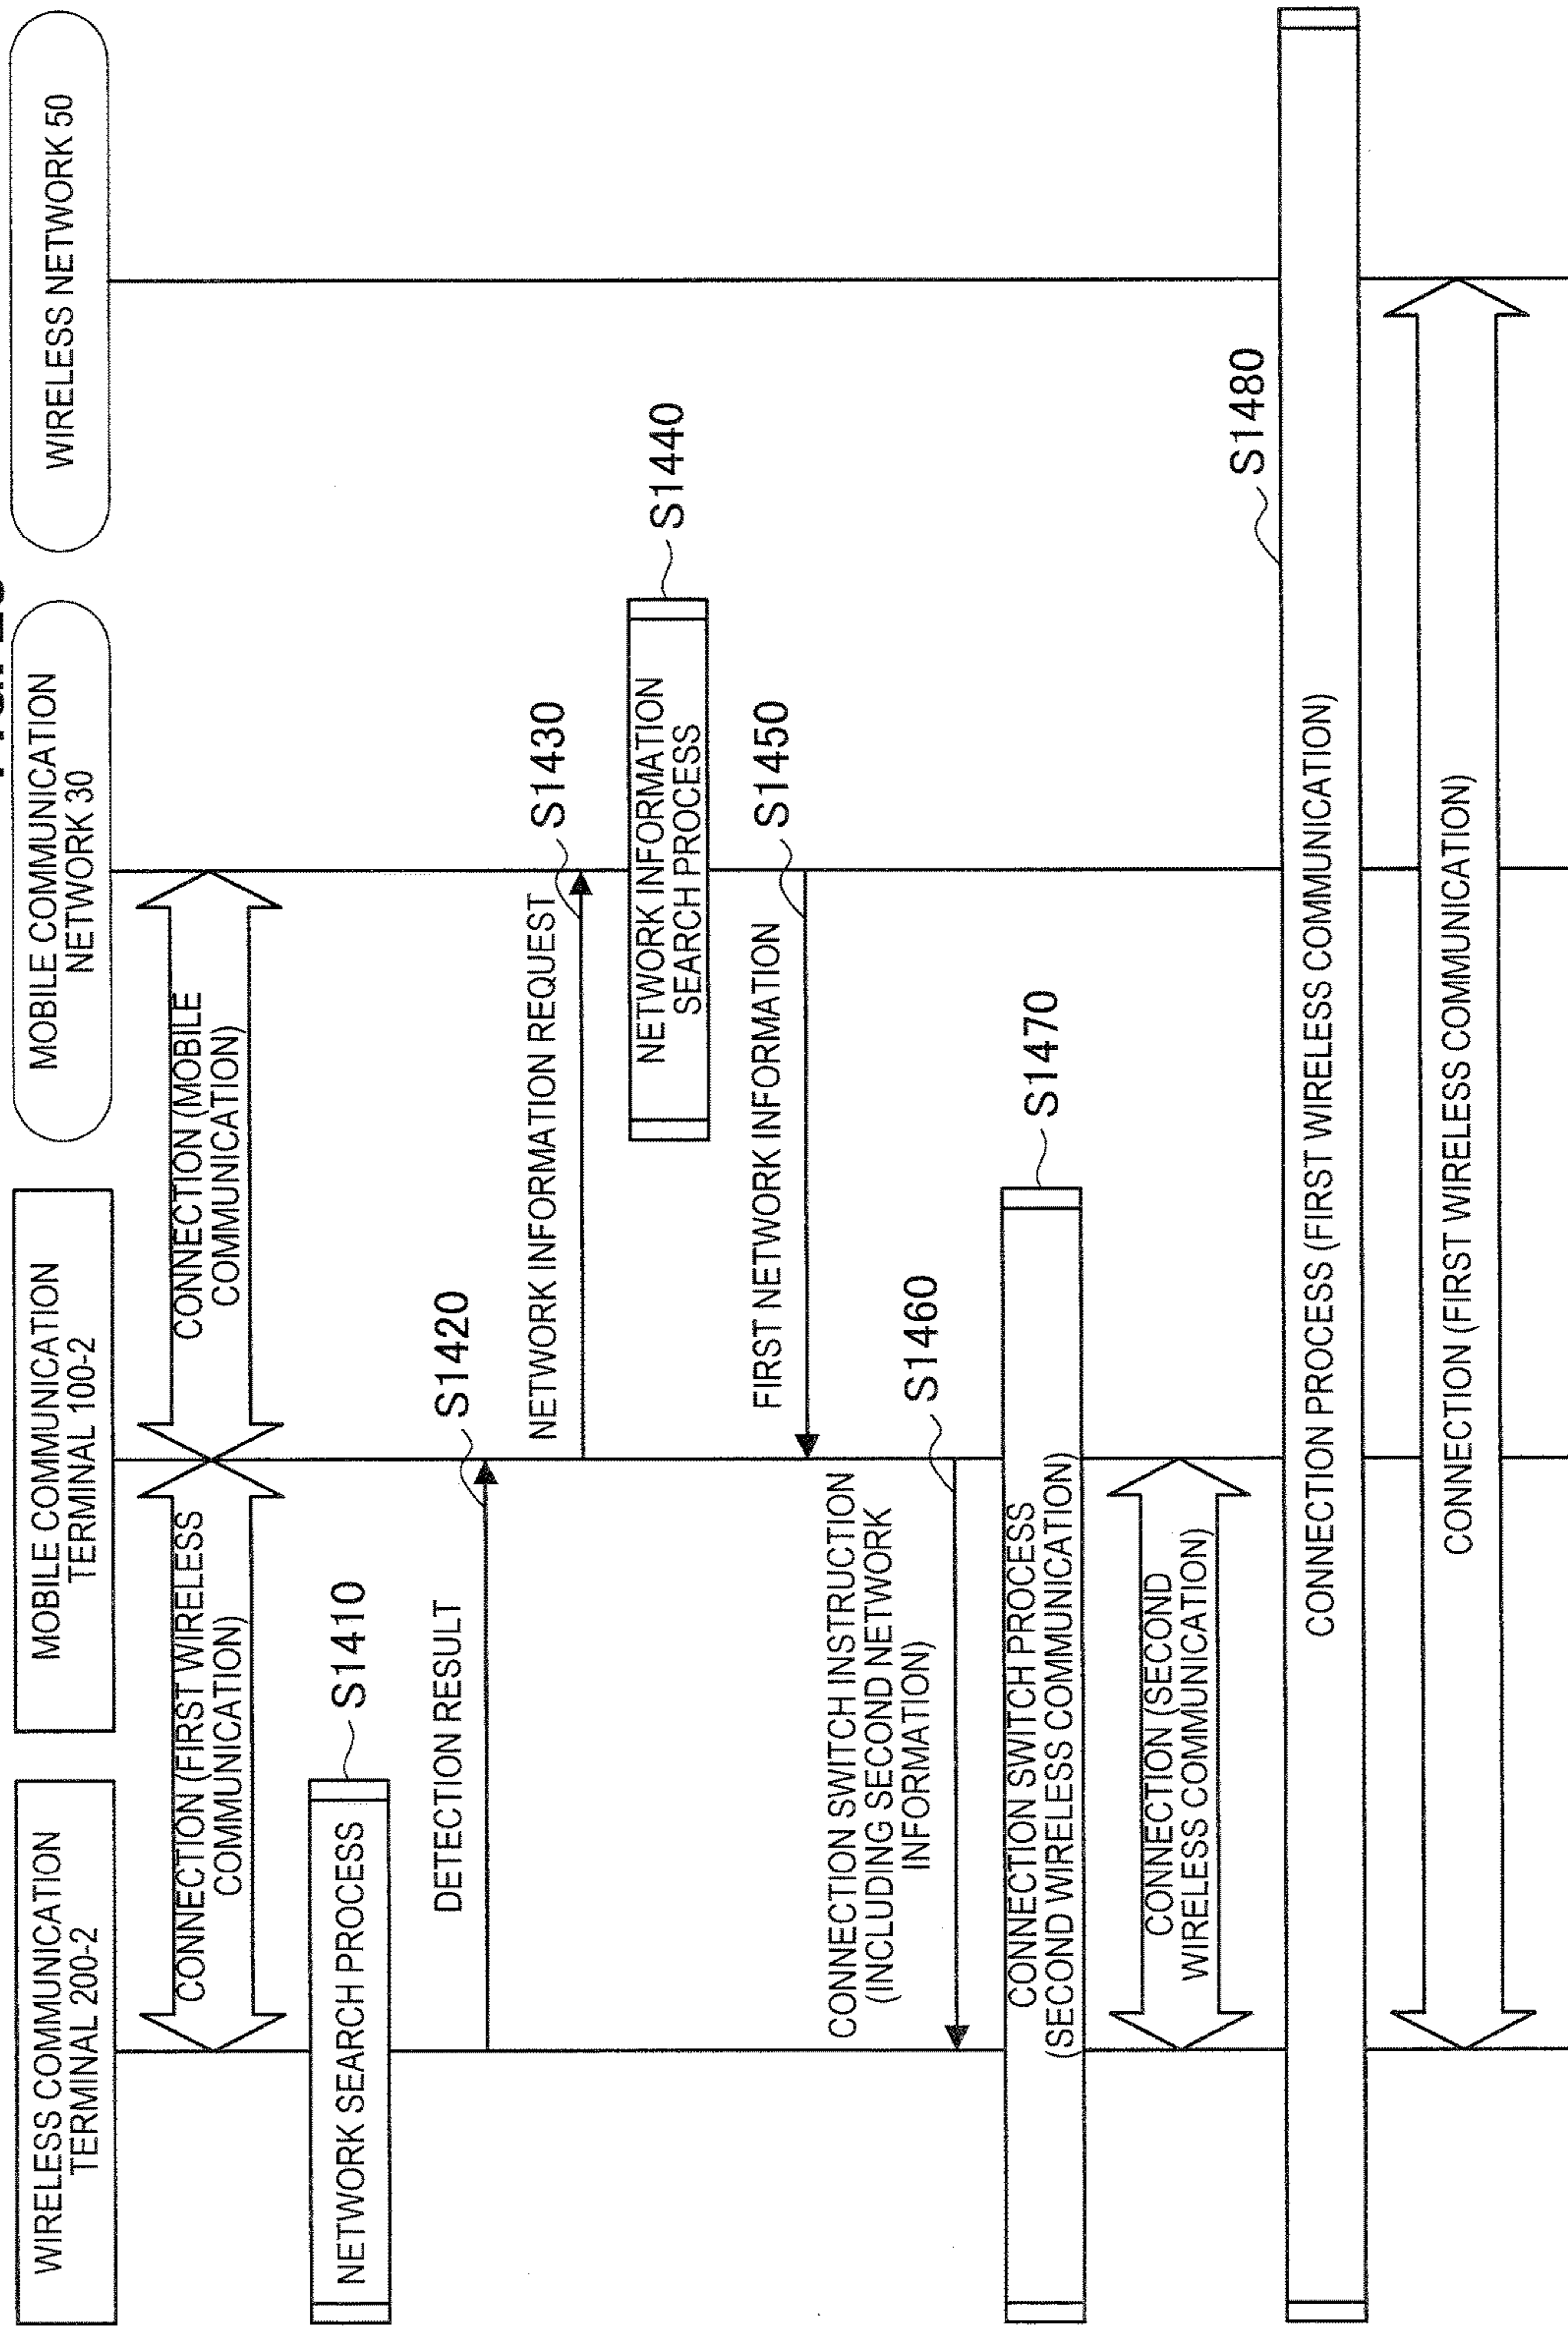 WIRELESS COMMUNICATION
TERMINAL 200-2
MOBILE COMMUNICATION
TERMINAL 100-2
MOBILE COMMUNICATION
NETWORK 30
WIRELESS NETWORK 50
CONNECTION (FIRST WIRELESS
COMMUNICATION)
CONNECTION (MOBILE
COMMUNICATION)
NETWORK SEARCH PROCESS
S1410
DETECTION RESULT
S1420
NETWORK INFORMATION REQUEST
S1430
NETWORK INFORMATION
SEARCH PROCESS
S1440
FIRST NETWORK INFORMATION
S1450
CONNECTION SWITCH INSTRUCTION
(INCLUDING SECOND NETWORK
INFORMATION)
S1460
CONNECTION SWITCH PROCESS
(SECOND WIRELESS COMMUNICATION)
S1470
CONNECTION (SECOND
WIRELESS COMMUNICATION)
CONNECTION PROCESS (FIRST WIRELESS COMMUNICATION)
S1480
CONNECTION (FIRST WIRELESS COMMUNICATION)